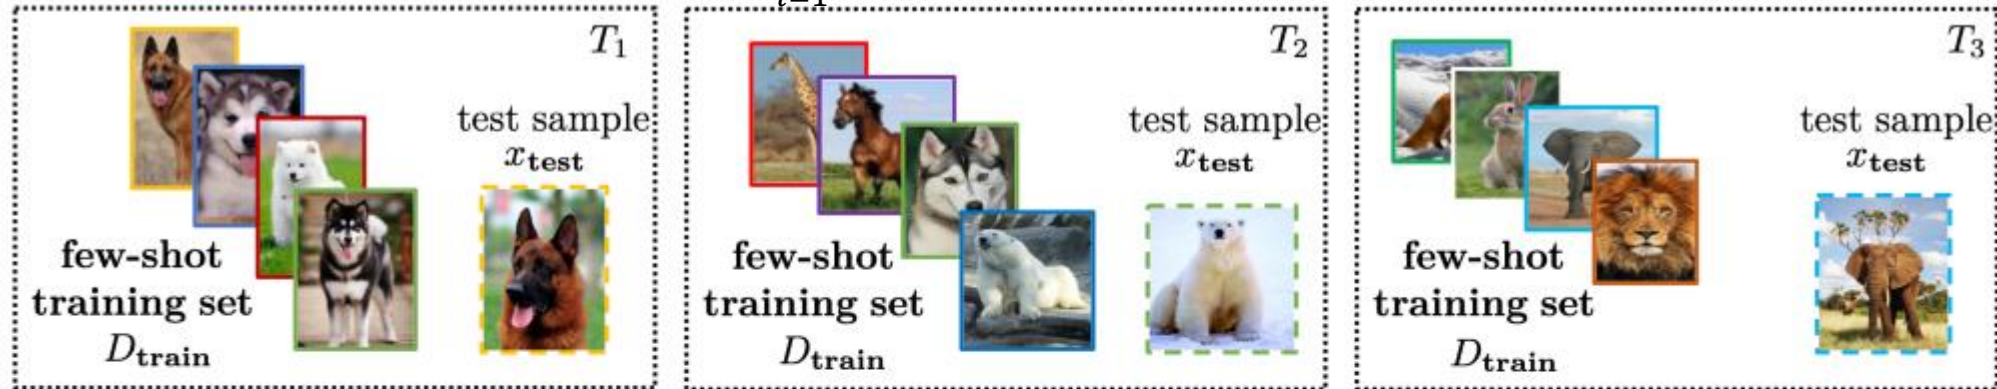 T₁
test sample
x_test
few-shot
training set
D_train
T₂
test sample
x_test
few-shot
training set
D_train
T₃
test sample
x_test
few-shot
training set
D_train